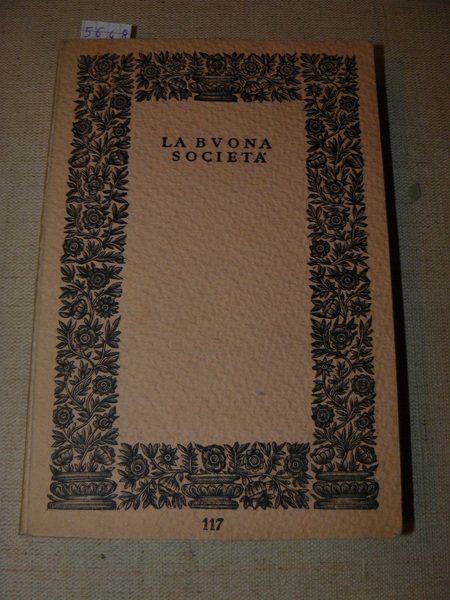 LA BVONA
SOCIETÀ
117